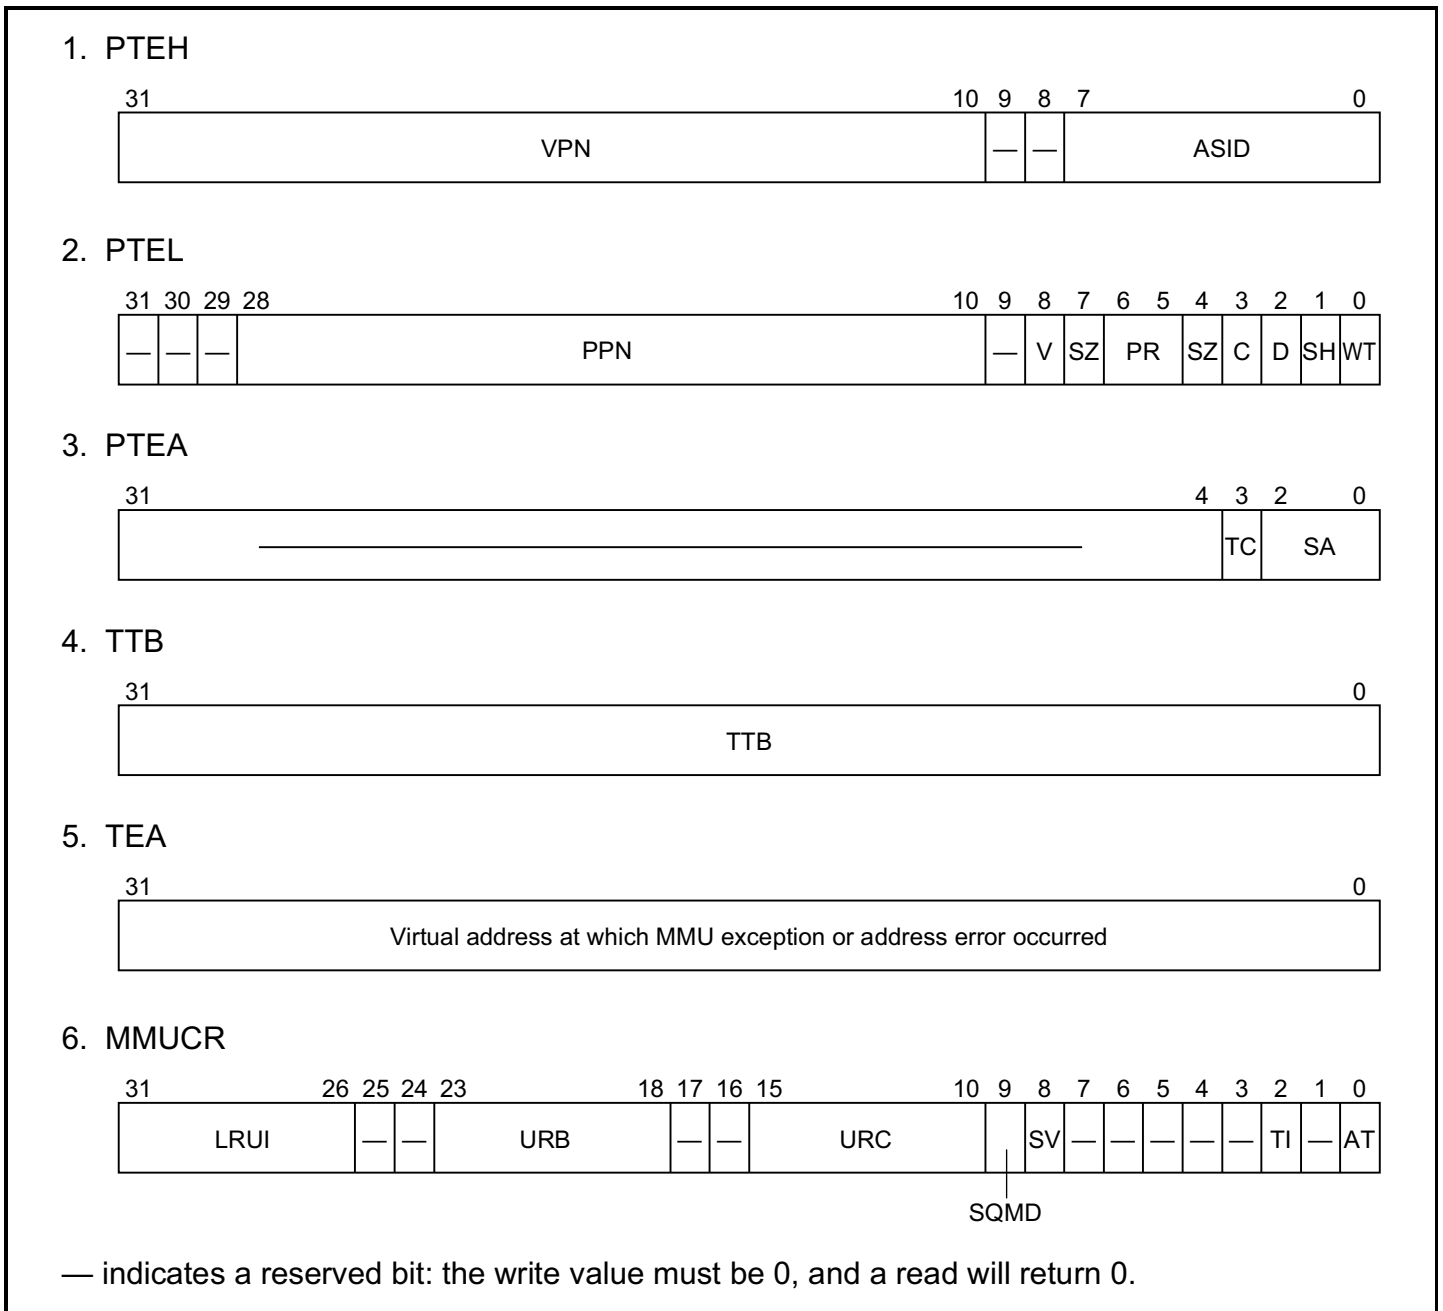 1. PTEH
31 10 9 8 7 0
VPN — — ASID
2. PTEL
31 30 29 28 10 9 8 7 6 5 4 3 2 1 0
— — — PPN — V SZ PR SZ C D SH WT
3. PTEA
31 4 3 2 0
— TC SA
4. TTB
31 0
TTB
5. TEA
31 0
Virtual address at which MMU exception or address error occurred
6. MMUCR
31 26 25 24 23 18 17 16 15 10 9 8 7 6 5 4 3 2 1 0
LRUI — — URB — — URC SV — — — — — TI — AT
SQMD
— indicates a reserved bit: the write value must be 0, and a read will return 0.